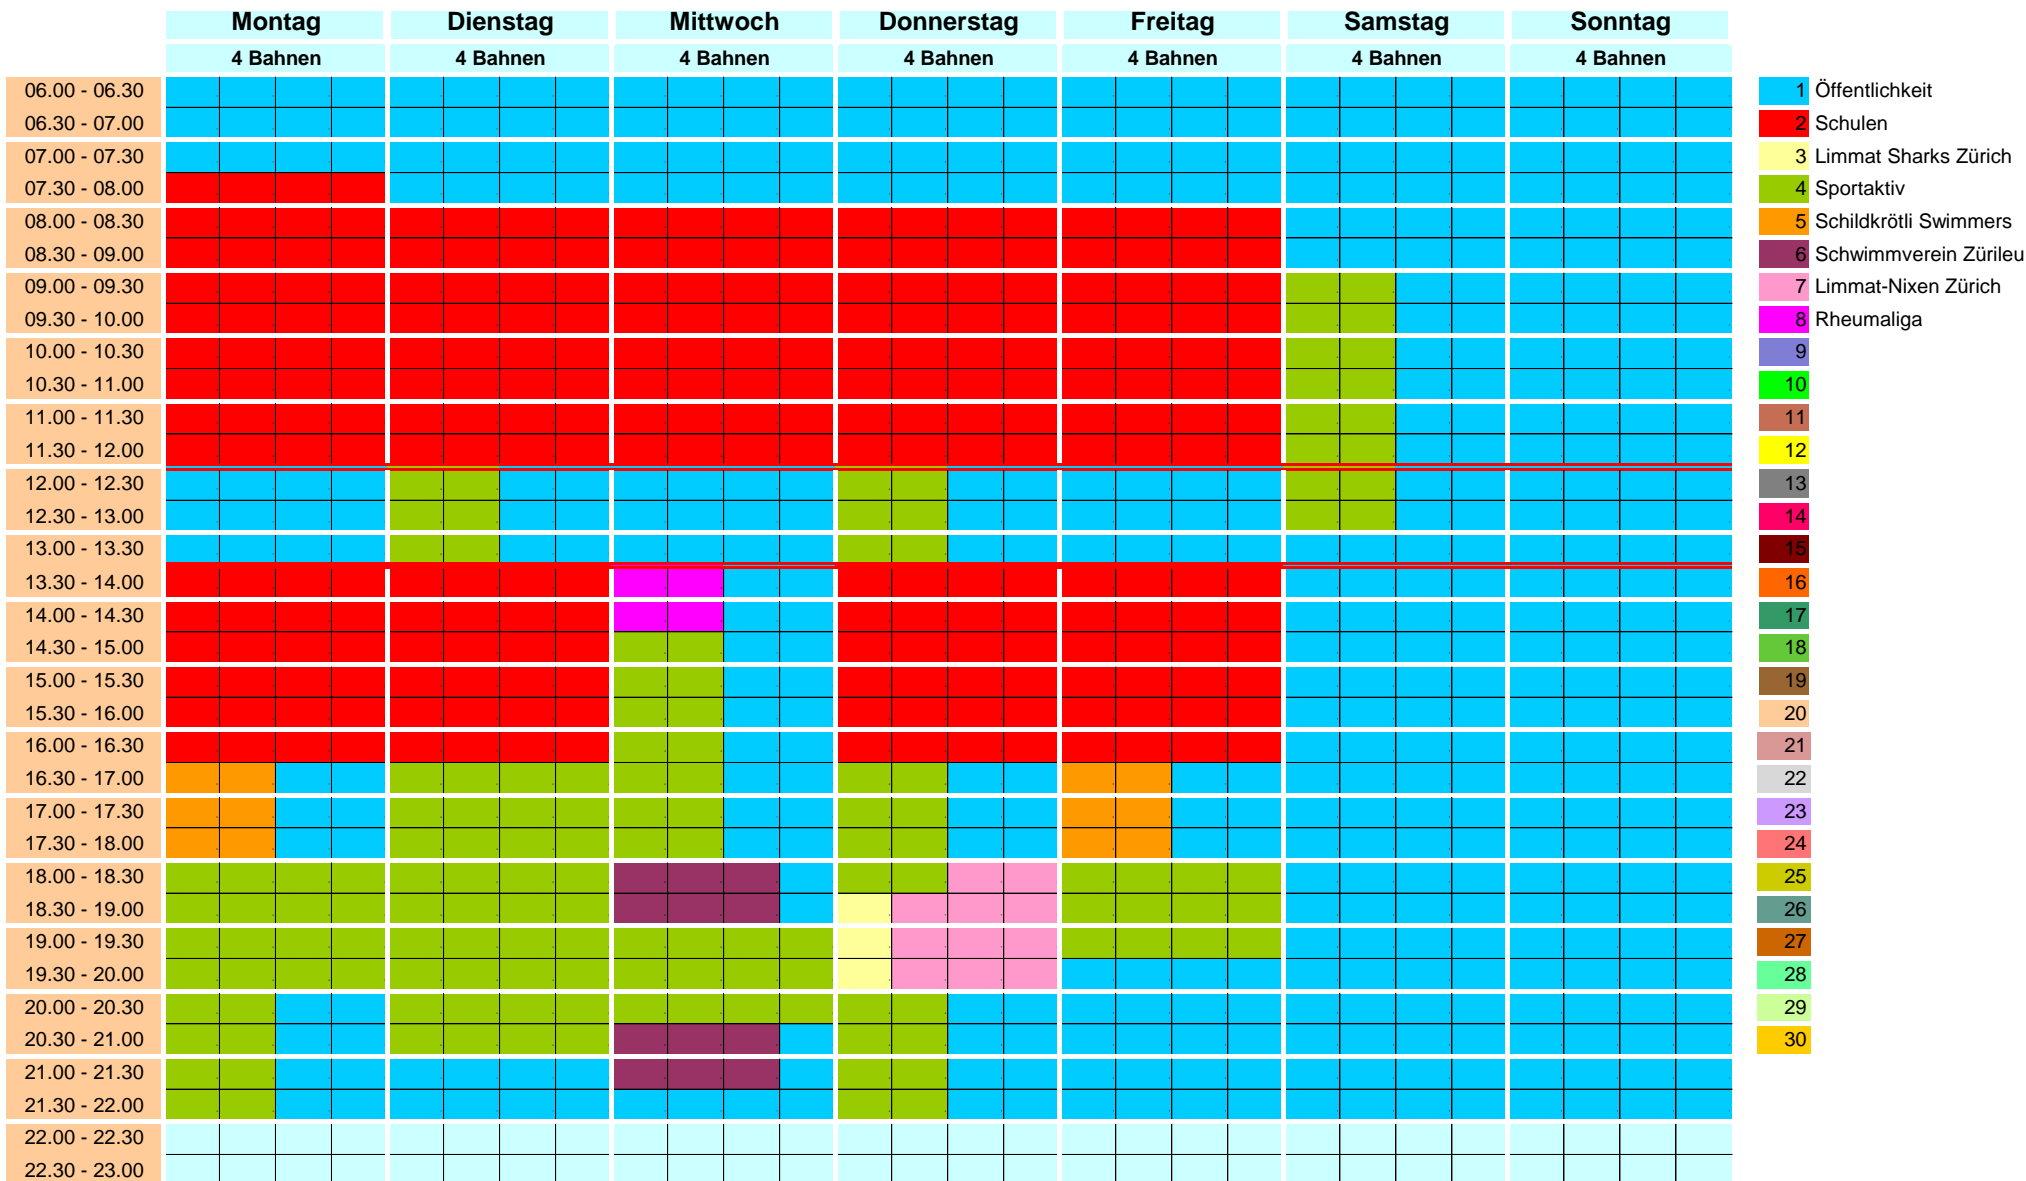 Montag Dienstag Mittwoch Donnerstag Freitag Samstag Sonntag
4 Bahnen 4 Bahnen 4 Bahnen 4 Bahnen 4 Bahnen 4 Bahnen 4 Bahnen
06.00 - 06.30 1 Öffentlichkeit
06.30 - 07.00 2 Schulen
07.00 - 07.30 3 Limmat Sharks Zürich
07.30 - 08.00 4 Sportaktiv
08.00 - 08.30 5 Schildkrötli Swimmers
08.30 - 09.00 6 Schwimmverein Zürileu
09.00 - 09.30 7 Limmat-Nixen Zürich
09.30 - 10.00 8 Rheumaliga
10.00 - 10.30 9
10.30 - 11.00 10
11.00 - 11.30 11
11.30 - 12.00 12
12.00 - 12.30 13
12.30 - 13.00 14
13.00 - 13.30 15
13.30 - 14.00 16
14.00 - 14.30 17
14.30 - 15.00 18
15.00 - 15.30 19
15.30 - 16.00 20
16.00 - 16.30 21
16.30 - 17.00 22
17.00 - 17.30 23
17.30 - 18.00 24
18.00 - 18.30 25
18.30 - 19.00 26
19.00 - 19.30 27
19.30 - 20.00 28
20.00 - 20.30 29
20.30 - 21.00 30
21.00 - 21.30
21.30 - 22.00
22.00 - 22.30
22.30 - 23.00